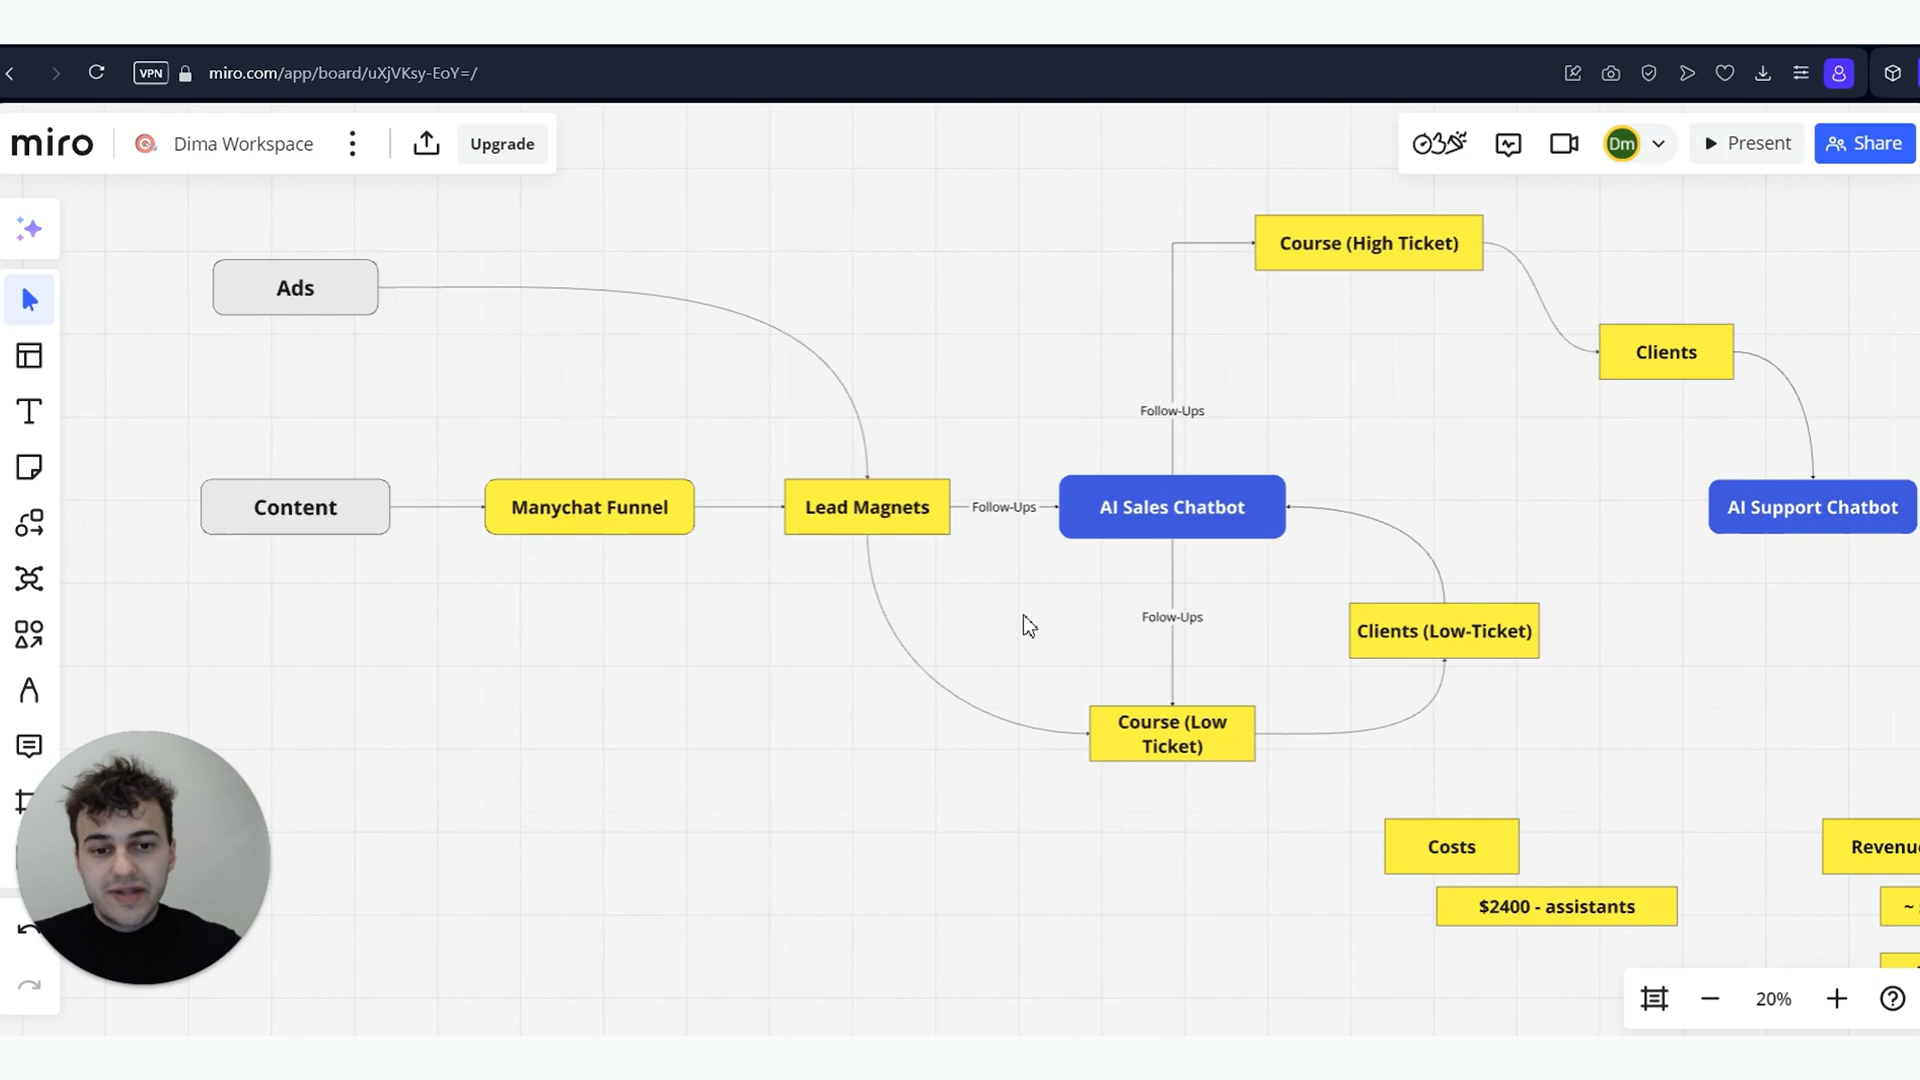 VPN miro.com/app/board/uXjVKsy-EoY=/
miro Dima Workspace Upgrade
Dm Present Share
Course (High Ticket)
Ads
Clients
Follow-Ups
Content
Manychat Funnel
Lead Magnets
Follow-Ups
AI Sales Chatbot
AI Support Chatbot
Folow-Ups
Clients (Low-Ticket)
Course (Low
Ticket)
Costs
Revenue
$2400 - assistants
~
20%